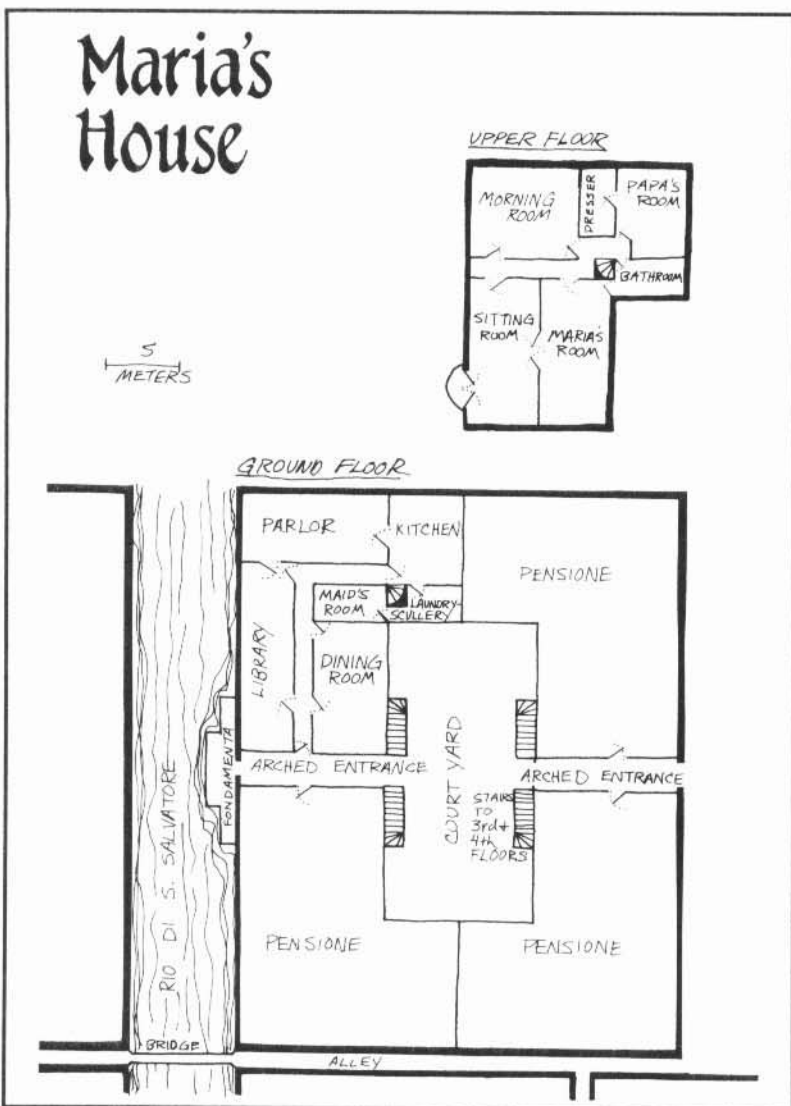 Maria's
House
UPPER FLOOR
MORNING
ROOM
DRESSER
PAPA'S
ROOM
BATHROOM
SITTING
ROOM
MARIA'S
ROOM
5
METERS
GROUND FLOOR
PARLOR
KITCHEN
PENSIONE
MAID'S
ROOM
LAUNDRY-
SCULLERY
LIBRARY
DINING
ROOM
FONDAMENTA
ARCHED ENTRANCE
COURTYARD
ARCHED ENTRANCE
STAIRS
TO
3rd+
4th
FLOORS
RIO DI S. SALVATORE
PENSIONE
PENSIONE
BRIDGE
ALLEY